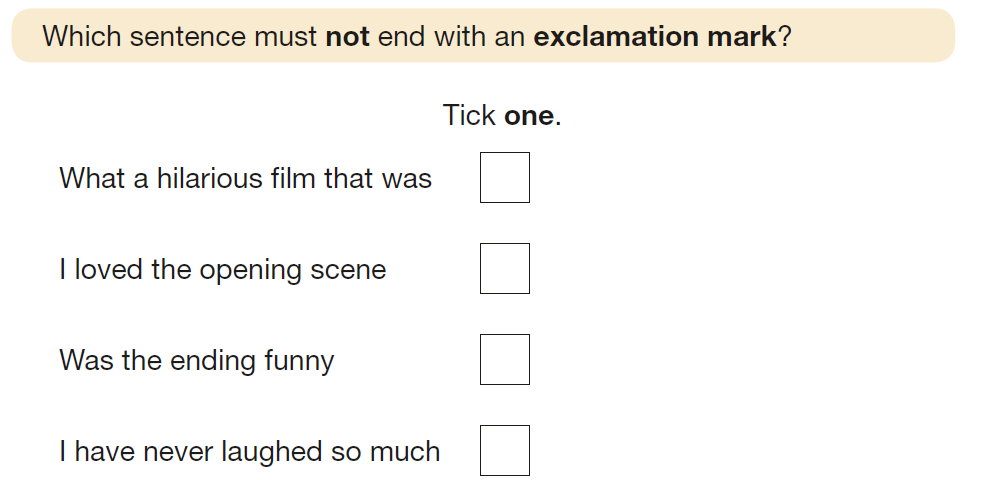 Which sentence must not end with an exclamation mark?
Tick one.
What a hilarious film that was
I loved the opening scene
Was the ending funny
I have never laughed so much